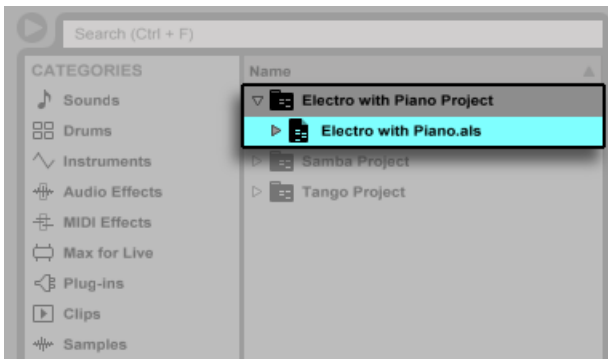 Search (Ctrl + F)
CATEGORIES
Sounds
Drums
Instruments
Audio Effects
MIDI Effects
Max for Live
Plug-ins
Clips
Samples
Name
Electro with Piano Project
Electro with Piano.als
Samba Project
Tango Project